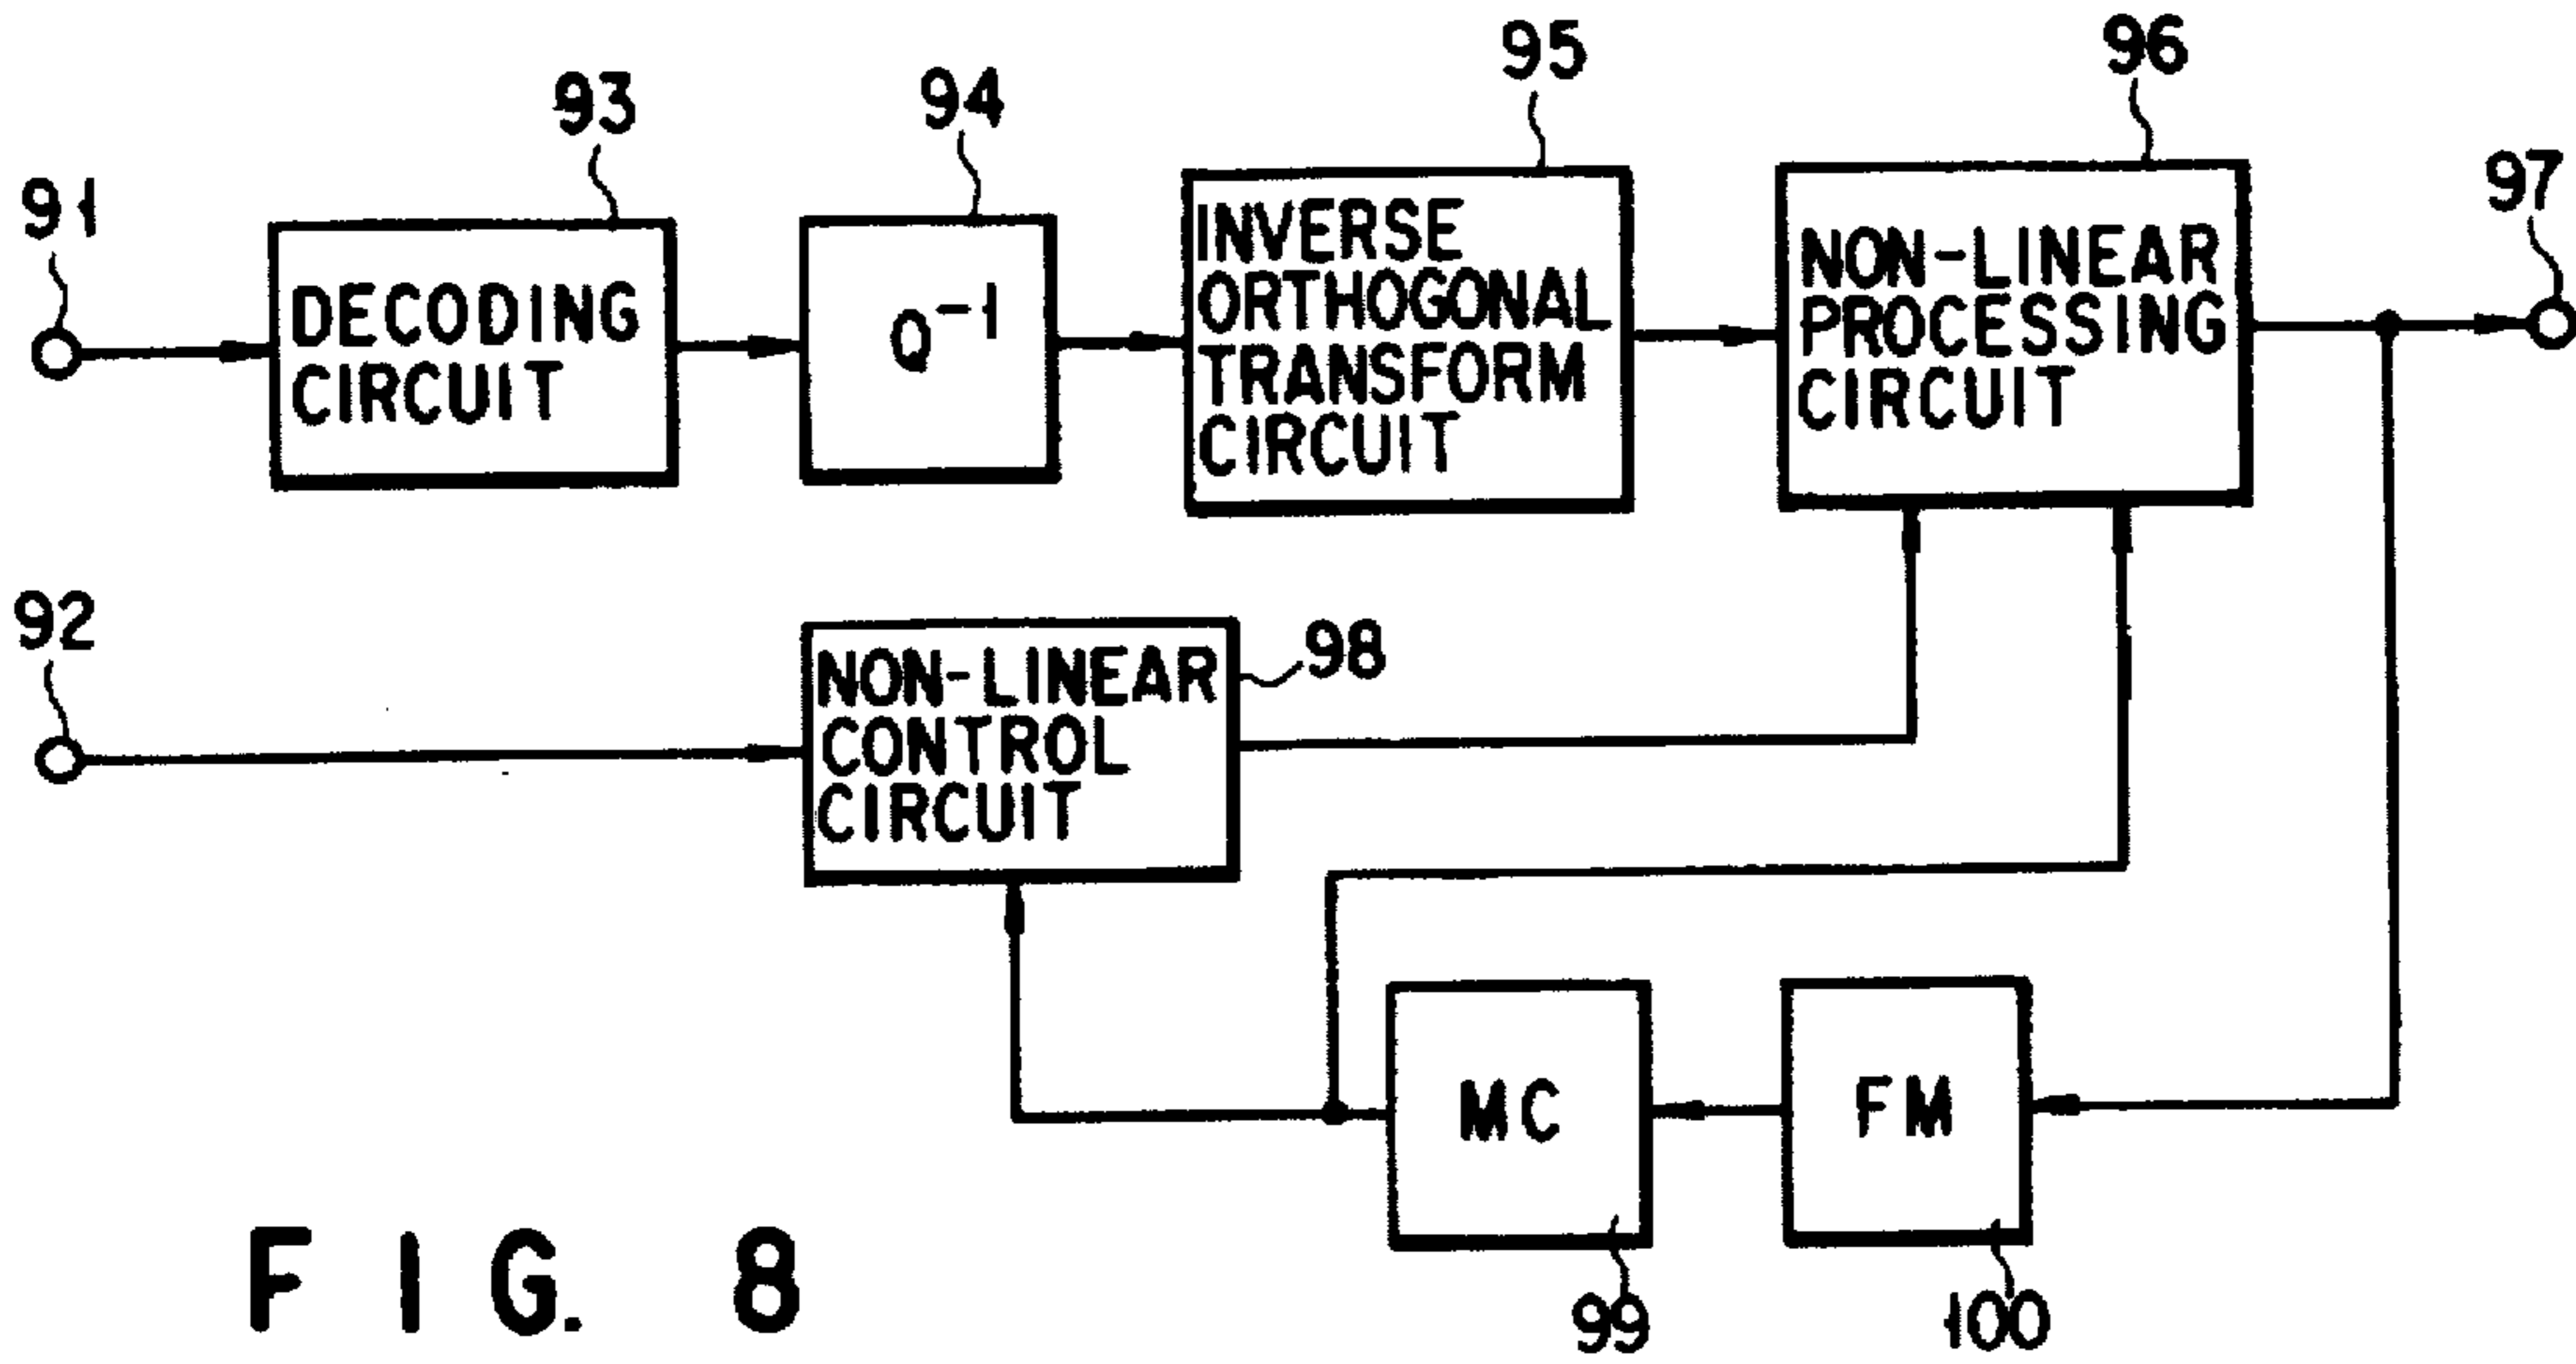 91
93
DECODING
CIRCUIT
94
Q⁻¹
95
INVERSE
ORTHOGONAL
TRANSFORM
CIRCUIT
96
NON-LINEAR
PROCESSING
CIRCUIT
97
92
NON-LINEAR
CONTROL
CIRCUIT
98
MC
99
FM
100
FIG. 8